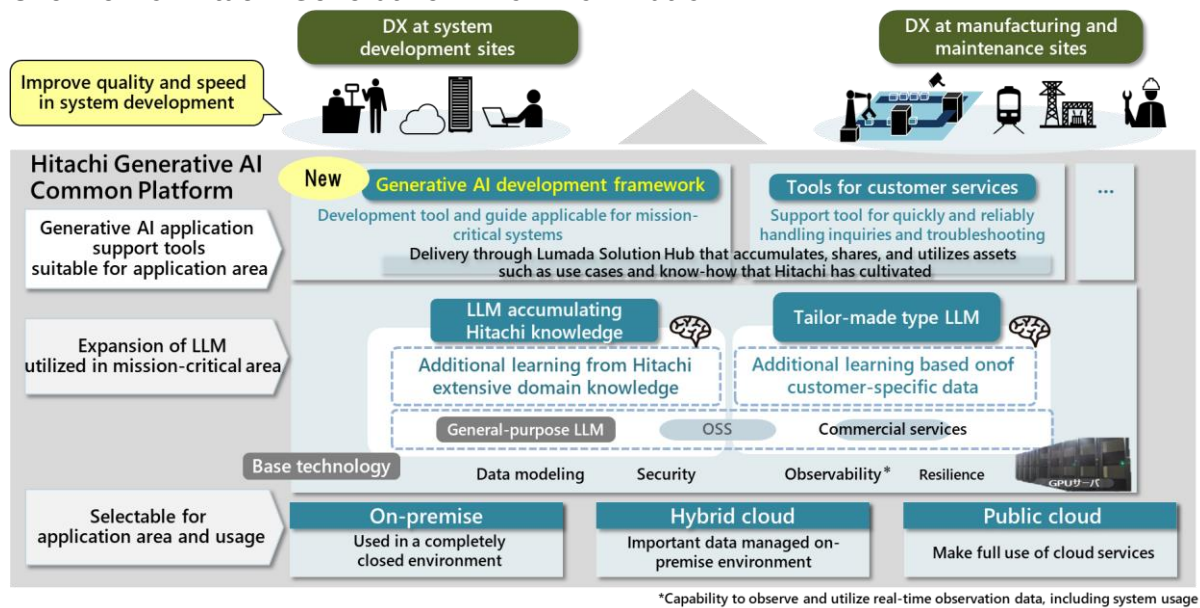 DX at system
development sites
DX at manufacturing and
maintenance sites
Improve quality and speed
in system development
Hitachi Generative AI
Common Platform
New
Generative AI development framework
Development tool and guide applicable for mission-
critical systems
Tools for customer services
Support tool for quickly and reliably
handling inquiries and troubleshooting
...
Generative AI application
support tools
suitable for application area
Delivery through Lumada Solution Hub that accumulates, shares, and utilizes assets
such as use cases and know-how that Hitachi has cultivated
Expansion of LLM
utilized in mission-critical area
LLM accumulating
Hitachi knowledge
Additional learning from Hitachi
extensive domain knowledge
Tailor-made type LLM
Additional learning based onof
customer-specific data
General-purpose LLM
OSS
Commercial services
Base technology
Data modeling
Security
Observability*
Resilience
GPUサーバ
Selectable for
application area and usage
On-premise
Used in a completely
closed environment
Hybrid cloud
Important data managed on-
premise environment
Public cloud
Make full use of cloud services
*Capability to observe and utilize real-time observation data, including system usage